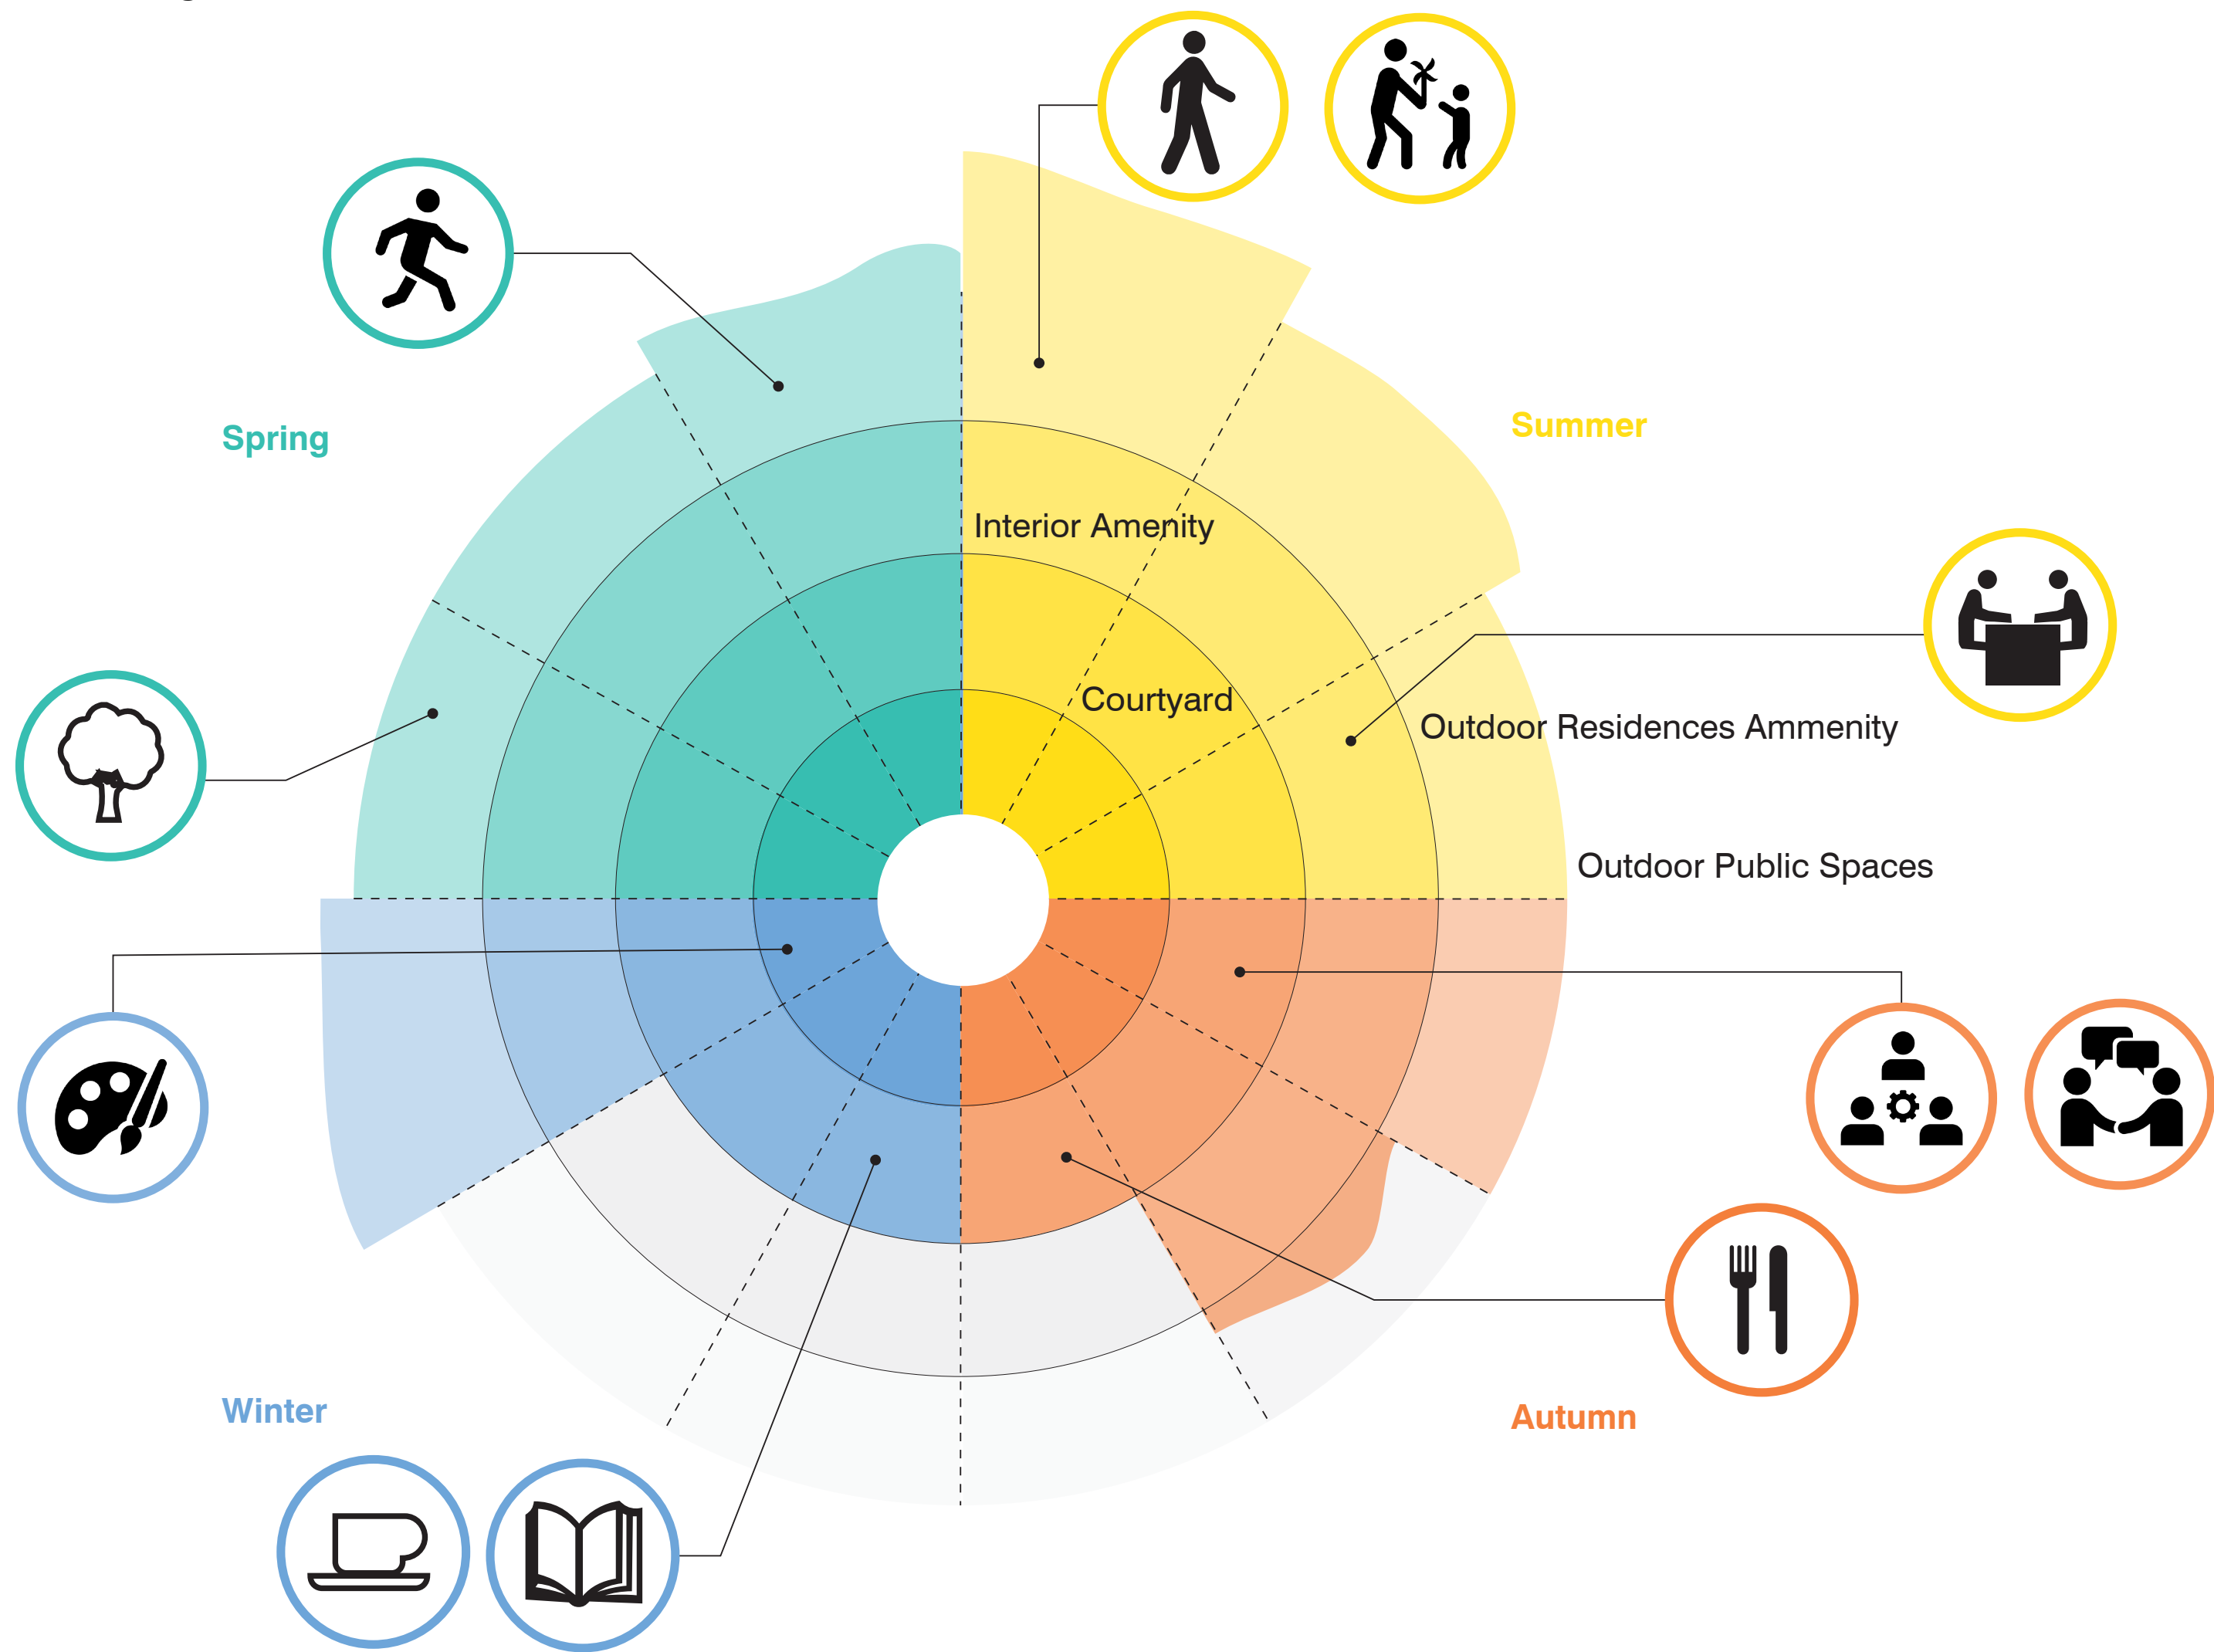 Spring
Summer
Interior Amenity
Courtyard
Outdoor Residences Ammenity
Outdoor Public Spaces
Winter
Autumn